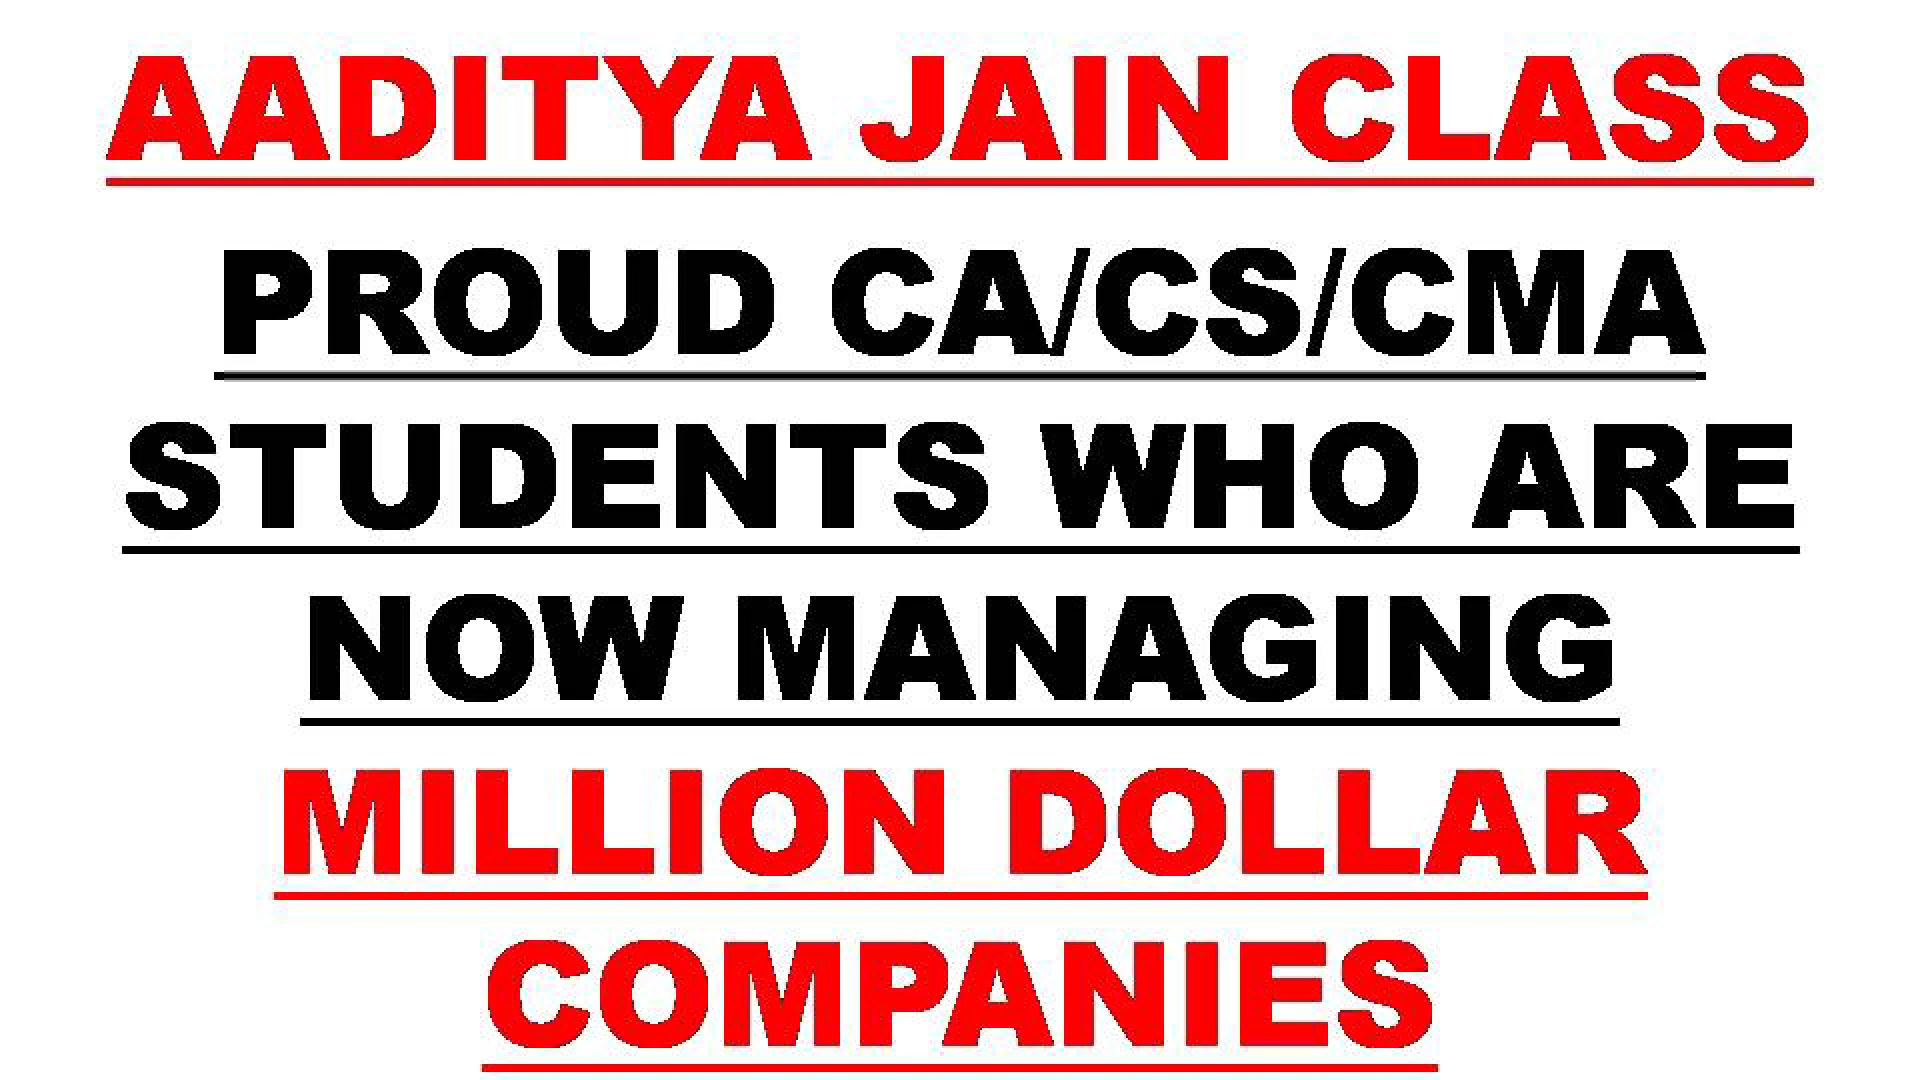 AADITYA JAIN CLASS
PROUD CA/CS/CMA
STUDENTS WHO ARE
NOW MANAGING
MILLION DOLLAR
COMPANIES